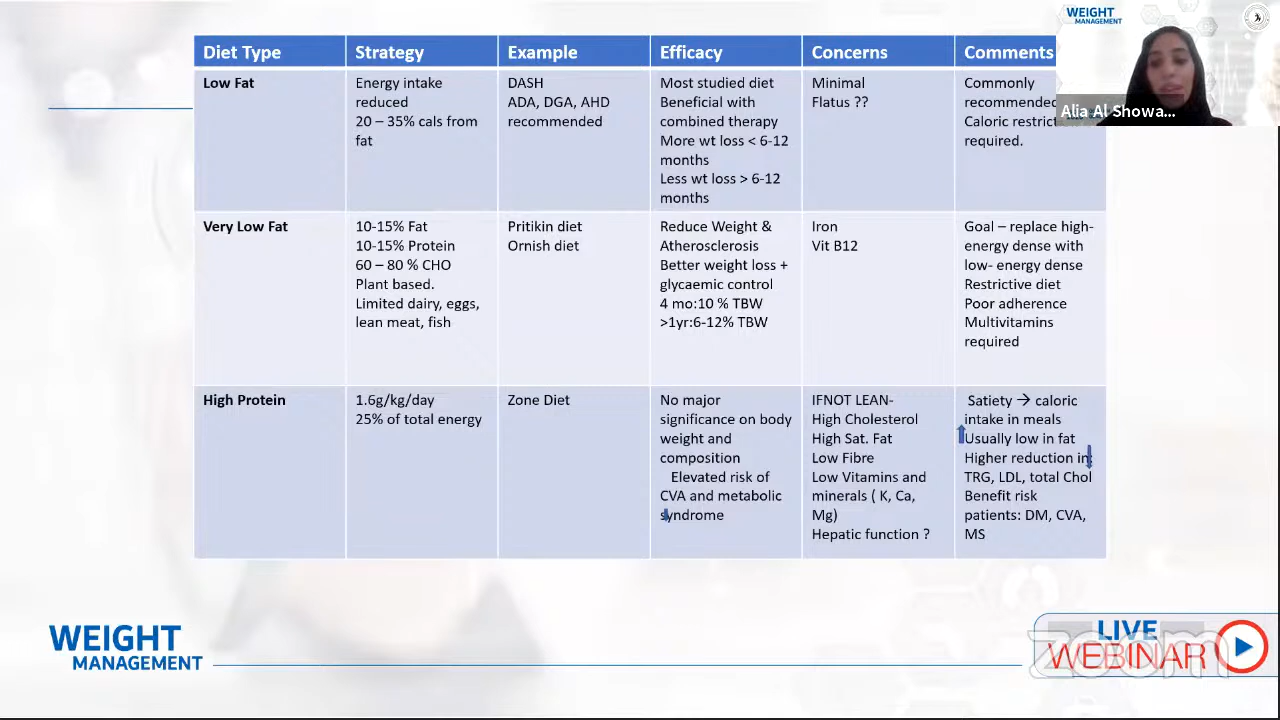 WEIGHT
MANAGEMENT
Diet Type
Strategy
Example
Efficacy
Concerns
Comments
Alia Al Showa...
Low Fat
Energy intake
reduced
20 – 35% cals from
fat
DASH
ADA, DGA, AHD
recommended
Most studied diet
Beneficial with
combined therapy
More wt loss < 6-12
months
Less wt loss > 6-12
months
Minimal
Flatus ??
Commonly
recommended
Caloric restrict
required.
Very Low Fat
10-15% Fat
10-15% Protein
60 – 80 % CHO
Plant based.
Limited dairy, eggs,
lean meat, fish
Pritikin diet
Ornish diet
Reduce Weight &
Atherosclerosis
Better weight loss +
glycaemic control
4 mo:10 % TBW
>1yr:6-12% TBW
Iron
Vit B12
Goal – replace high-
energy dense with
low- energy dense
Restrictive diet
Poor adherence
Multivitamins
required
High Protein
1.6g/kg/day
25% of total energy
Zone Diet
No major
significance on body
weight and
composition
Elevated risk of
CVA and metabolic
syndrome
IFNOT LEAN-
High Cholesterol
High Sat. Fat
Low Fibre
Low Vitamins and
minerals ( K, Ca,
Mg)
Hepatic function ?
Satiety → caloric
intake in meals
Usually low in fat
Higher reduction in:
TRG, LDL, total Chol
Benefit risk
patients: DM, CVA,
MS
WEIGHT
MANAGEMENT
LIVE
WEBINAR
zoom